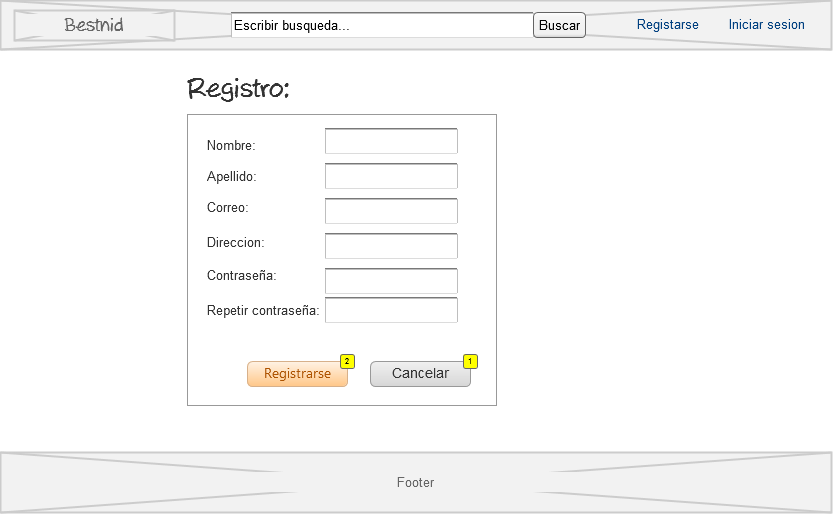 Bestnid
Escribir busqueda...
Buscar
Registarse
Iniciar sesion
Registro:
Nombre:
Apellido:
Correo:
Direccion:
Contraseña:
Repetir contraseña:
Registrarse 2
Cancelar 1
Footer